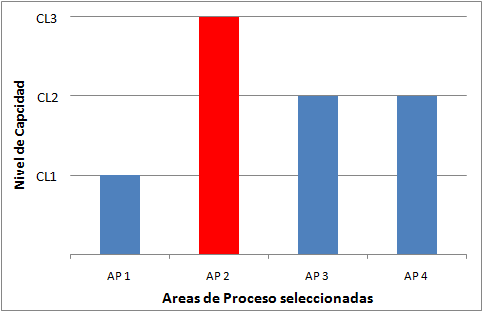 CL3
CL2
CL1
Nivel de Capcidad
AP 1
AP 2
AP 3
AP 4
Areas de Proceso seleccionadas